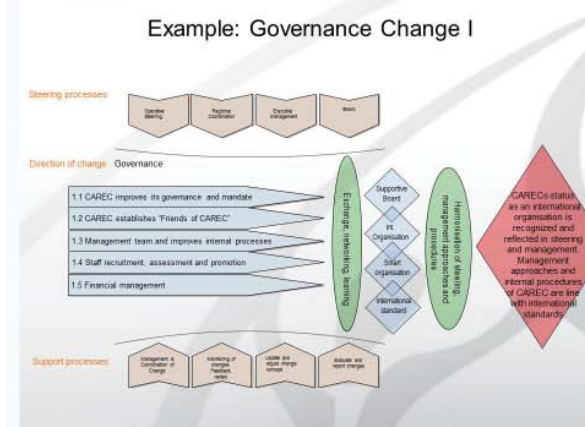 Example: Governance Change I
Steering processes
Operative
Steering
Regional
Coordination
Executive
Management
Board
Direction of change Governance
1.1 CAREC improves its governance and mandate
1.2 CAREC establishes "Friends of CAREC"
1.3 Management team and improves internal processes
1.4 Staff recruitment, assessment and promotion
1.5 Financial management
Exchange, networking, learning
Supportive
Board
Int.
Organisation
Smart
organisation
International
standard
Harmonisation of steering,
management approaches and
procedures
CARECs status
as an international
organisation is
recognized and
reflected in steering
and management.
Management
approaches and
internal procedures
of CAREC are line
with international
standards.
Support processes
Management &
Coordination of
Change
Monitoring of
changes
Feedback
Update and
adjust change
concept
Evaluate and
report changes